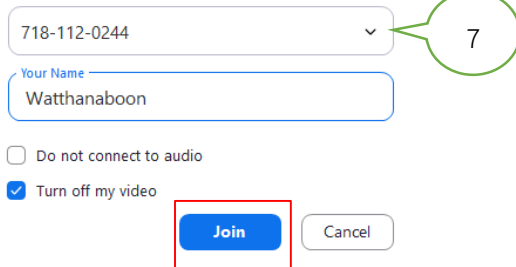 718-112-0244
7
Your Name
Watthanaboon
Do not connect to audio
Turn off my video
Join
Cancel